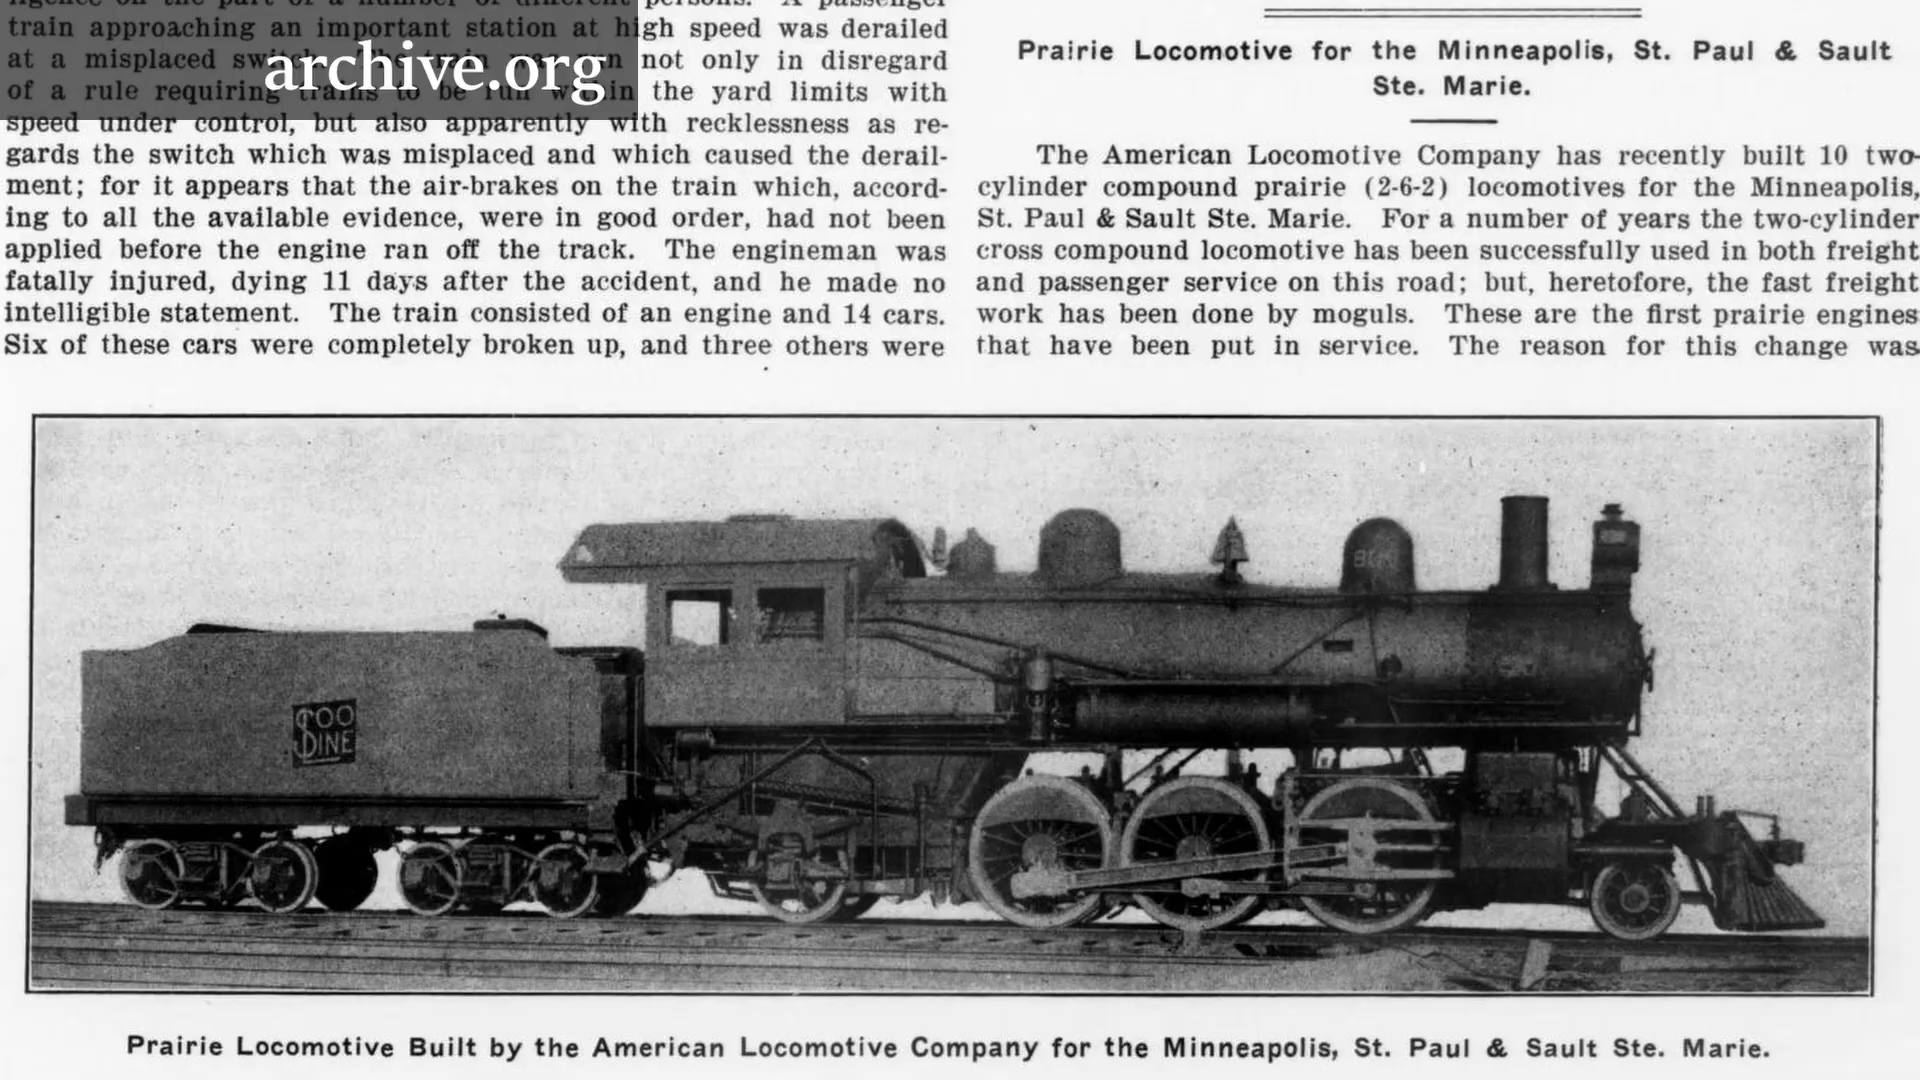 archive.org
train approaching an important station at high speed was derailed
at a misplaced switch. The train was run not only in disregard
of a rule requiring trains to be run within the yard limits with
speed under control, but also apparently with recklessness as re-
gards the switch which was misplaced and which caused the derail-
ment; for it appears that the air-brakes on the train which, accord-
ing to all the available evidence, were in good order, had not been
applied before the engine ran off the track. The engineman was
fatally injured, dying 11 days after the accident, and he made no
intelligible statement. The train consisted of an engine and 14 cars.
Six of these cars were completely broken up, and three others were
Prairie Locomotive for the Minneapolis, St. Paul & Sault
Ste. Marie.
The American Locomotive Company has recently built 10 two-
cylinder compound prairie (2-6-2) locomotives for the Minneapolis,
St. Paul & Sault Ste. Marie. For a number of years the two-cylinder
cross compound locomotive has been successfully used in both freight
and passenger service on this road; but, heretofore, the fast freight
work has been done by moguls. These are the first prairie engines
that have been put in service. The reason for this change was
SOO
LINE
Prairie Locomotive Built by the American Locomotive Company for the Minneapolis, St. Paul & Sault Ste. Marie.